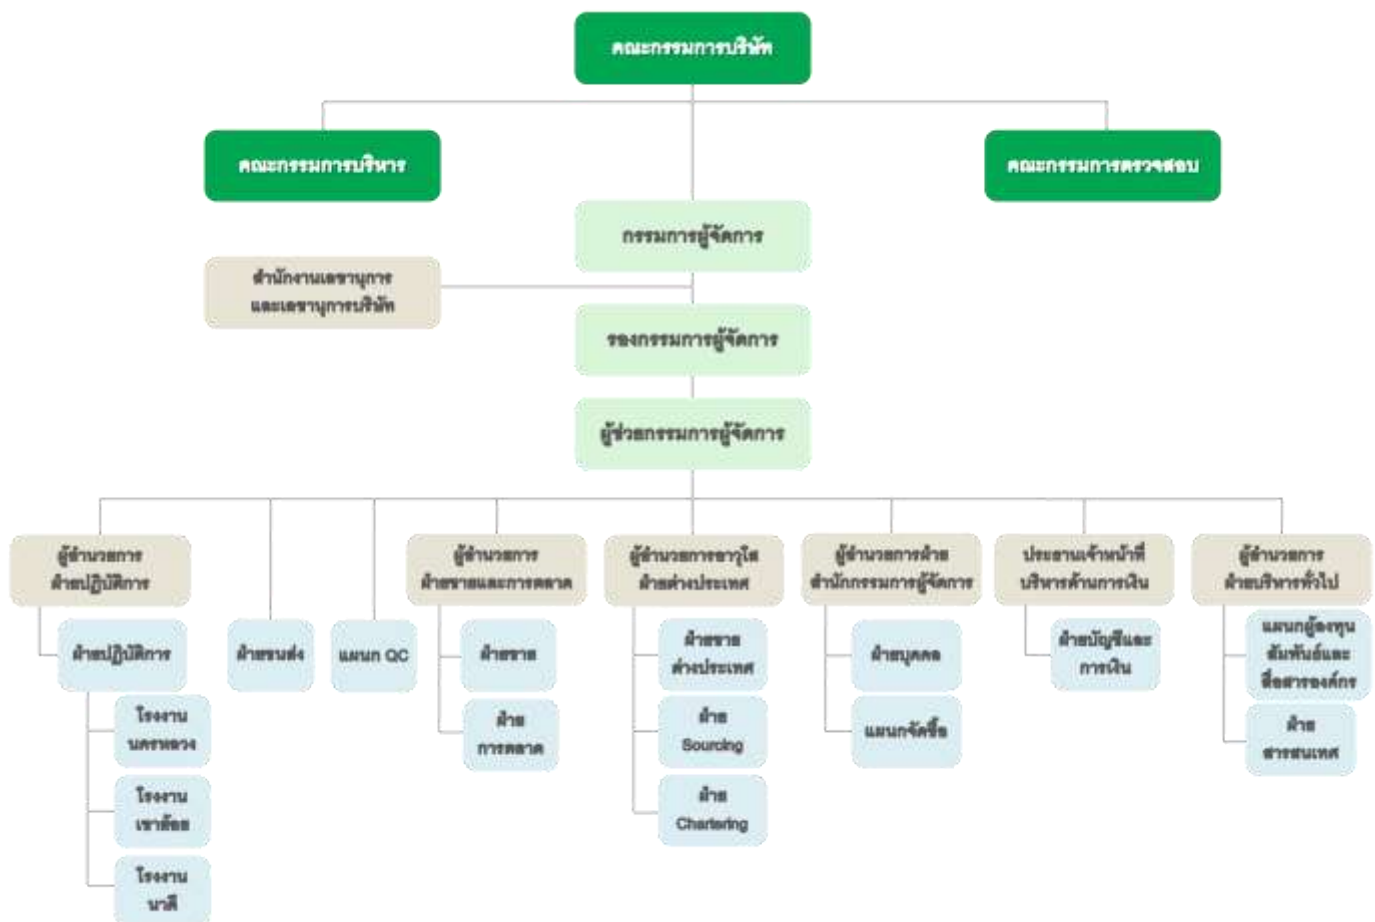 คณะกรรมการบริษัท
คณะกรรมการบริหาร
คณะกรรมการตรวจสอบ
กรรมการผู้จัดการ
สำนักงานเลขานุการ
และเลขานุการบริษัท
รองกรรมการผู้จัดการ
ผู้ช่วยกรรมการผู้จัดการ
ผู้อำนวยการ
ฝ่ายปฏิบัติการ
ผู้อำนวยการ
ฝ่ายขายและการตลาด
ผู้อำนวยการอาวุโส
ฝ่ายต่างประเทศ
ผู้อำนวยการฝ่าย
สำนักกรรมการผู้จัดการ
ประธานเจ้าหน้าที่
บริหารด้านการเงิน
ผู้อำนวยการ
ฝ่ายบริหารทั่วไป
ฝ่ายปฏิบัติการ
โรงงาน
นครหลวง
โรงงาน
เขาย้อย
โรงงาน
นาดี
ฝ่ายขนส่ง
แผนก QC
ฝ่ายขาย
ฝ่าย
การตลาด
ฝ่ายขาย
ต่างประเทศ
ฝ่าย
Sourcing
ฝ่าย
Chartering
ฝ่ายบุคคล
แผนกจัดซื้อ
ฝ่ายบัญชีและ
การเงิน
แผนกผู้ลงทุน
สัมพันธ์และ
สื่อสารองค์กร
ฝ่าย
สารสนเทศ